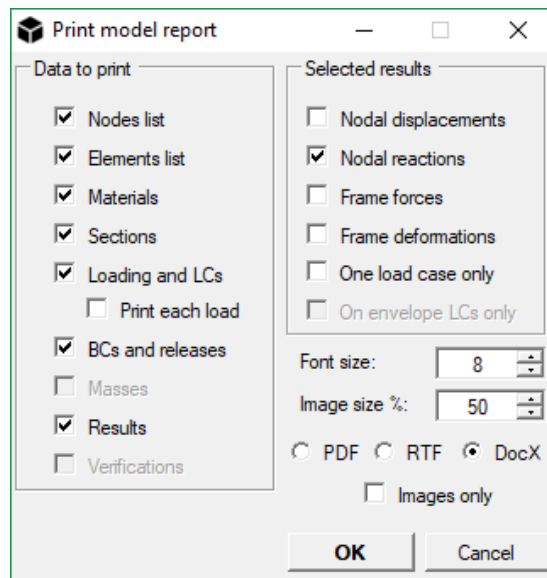 Print model report
Data to print
Nodes list
Elements list
Materials
Sections
Loading and LCs
Print each load
BCs and releases
Masses
Results
Verifications
Selected results
Nodal displacements
Nodal reactions
Frame forces
Frame deformations
One load case only
On envelope LCs only
Font size: 8
Image size %: 50
PDF RTF DocX
Images only
OK Cancel